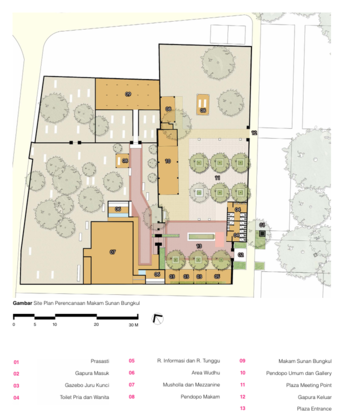 Gambar Site Plan Perencanaan Makam Sunan Bungkul
0 5 10 20 30 M
01 Prasasti
02 Gapura Masuk
03 Gazebo Juru Kunci
04 Toilet Pria dan Wanita
05 R. Informasi dan R. Tunggu
06 Area Wudhu
07 Musholla dan Mezzanine
08 Pendopo Makam
09 Makam Sunan Bungkul
10 Pendopo Umum dan Gallery
11 Plaza Meeting Point
12 Gapura Keluar
13 Plaza Entrance